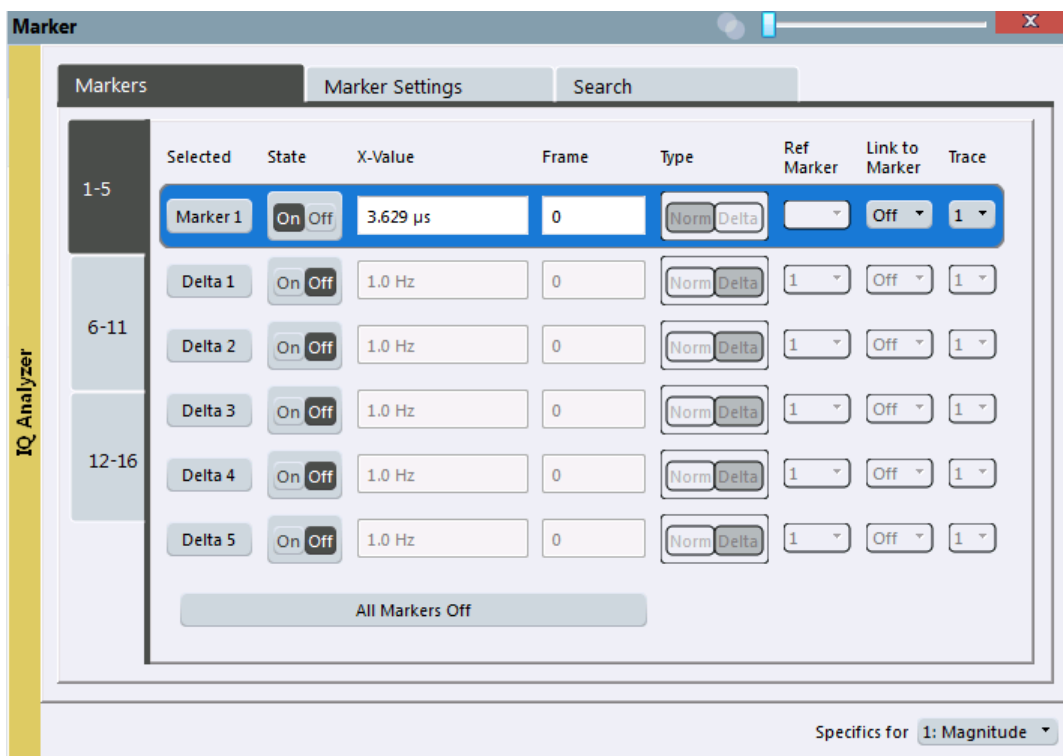 Marker
X
Markers Marker Settings Search
IQ Analyzer
1-5
6-11
12-16
Selected State X-Value Frame Type Ref Marker Link to Marker Trace
Marker 1 On Off 3.629 µs 0 Norm Delta Off 1
Delta 1 On Off 1.0 Hz 0 Norm Delta 1 Off 1
Delta 2 On Off 1.0 Hz 0 Norm Delta 1 Off 1
Delta 3 On Off 1.0 Hz 0 Norm Delta 1 Off 1
Delta 4 On Off 1.0 Hz 0 Norm Delta 1 Off 1
Delta 5 On Off 1.0 Hz 0 Norm Delta 1 Off 1
All Markers Off
Specifics for 1: Magnitude